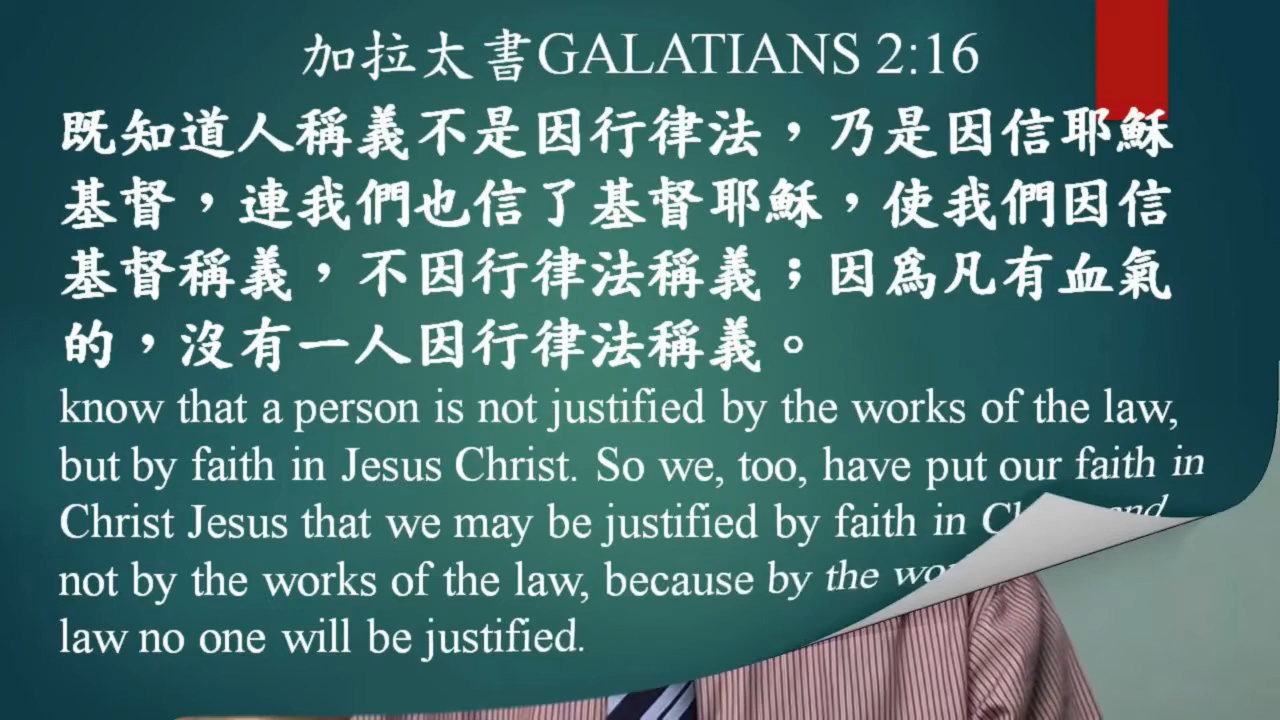 加拉太書GALATIANS 2:16
既知道人稱義不是因行律法，乃是因信耶穌
基督，連我們也信了基督耶穌，使我們因信
基督稱義，不因行律法稱義；因爲凡有血氣
的，沒有一人因行律法稱義。
know that a person is not justified by the works of the law,
but by faith in Jesus Christ. So we, too, have put our faith in
Christ Jesus that we may be justified by faith in
not by the works of the law, because by the
law no one will be justified.